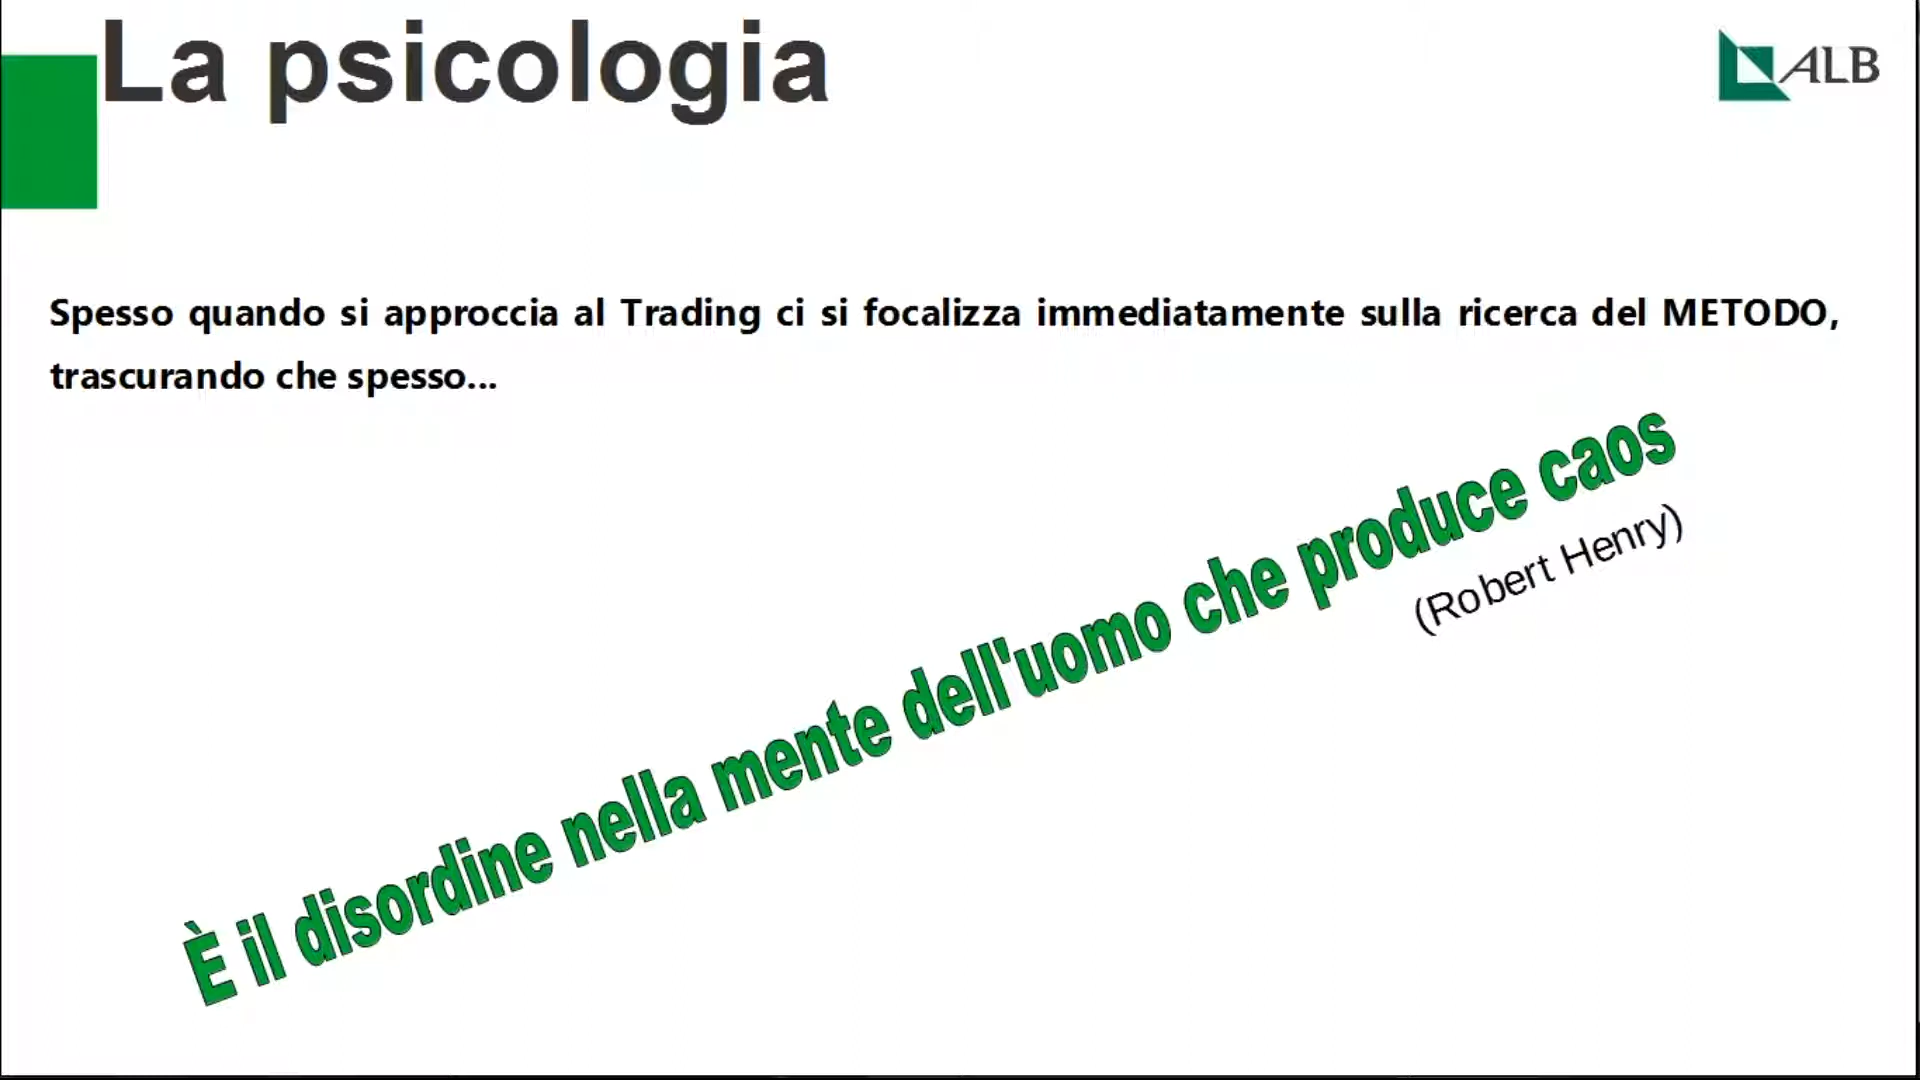 La psicologia
ALB
Spesso quando si approccia al Trading ci si focalizza immediatamente sulla ricerca del METODO,
trascurando che spesso...
È il disordine nella mente dell'uomo che produce caos
(Robert Henry)